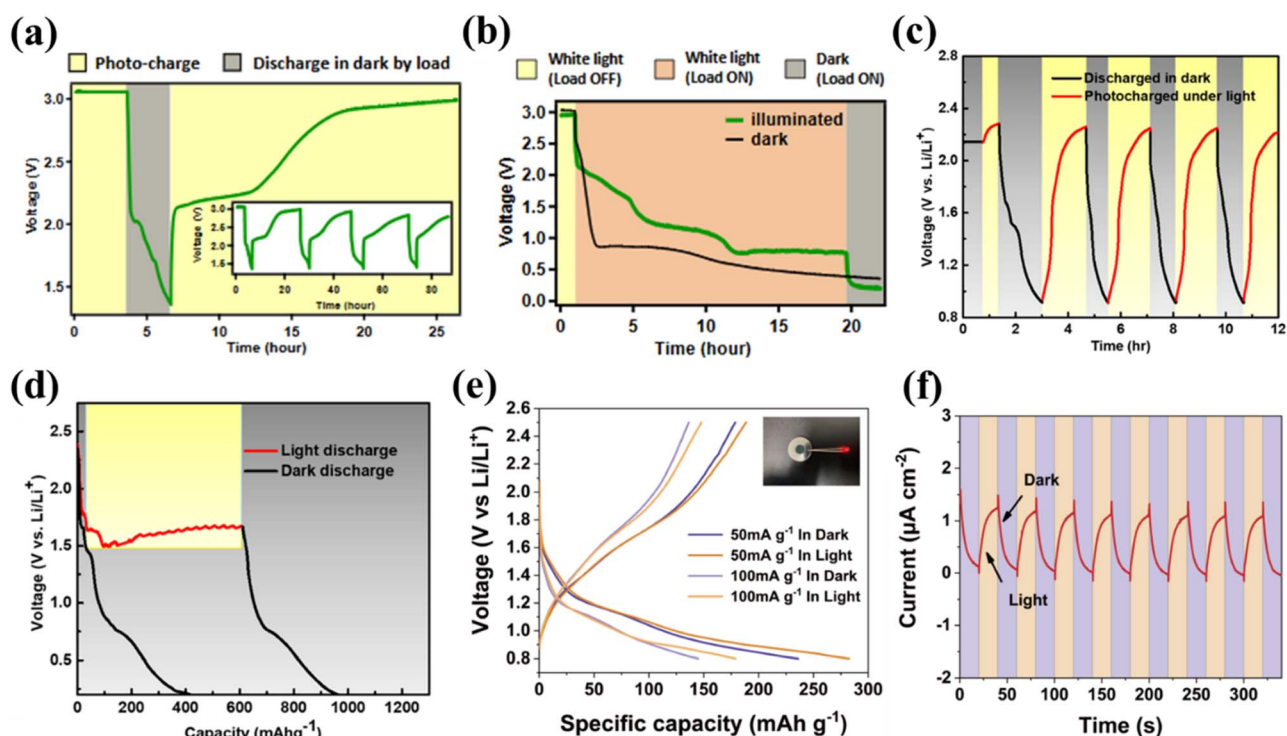 (a)
Photo-charge
Discharge in dark by load
3.0
2.5
2.0
1.5
Voltage (V)
3.0
2.5
2.0
1.5
Voltage (V)
0
20
40
60
80
Time (hour)
0
5
10
15
20
25
Time (hour)
(b)
White light
(Load OFF)
White light
(Load ON)
Dark
(Load ON)
3.0
2.5
2.0
1.5
1.0
0.5
0.0
Voltage (V)
illuminated
dark
0
5
10
15
20
Time (hour)
(c)
2.8
2.4
2.0
1.6
1.2
0.8
Voltage (V vs. Li/Li⁺)
Discharged in dark
Photocharged under light
0
2
4
6
8
10
12
Time (hr)
(d)
2.5
2.0
1.5
1.0
0.5
Voltage (V vs. Li/Li⁺)
Light discharge
Dark discharge
0
200
400
600
800
1000
1200
Capacity (mAhg⁻¹)
(e)
2.6
2.4
2.2
2.0
1.8
1.6
1.4
1.2
1.0
0.8
Voltage (V vs Li/Li⁺)
50mA g⁻¹ In Dark
50mA g⁻¹ In Light
100mA g⁻¹ In Dark
100mA g⁻¹ In Light
0
50
100
150
200
250
300
Specific capacity (mAh g⁻¹)
(f)
3
2
1
0
-1
-2
Current (µA cm⁻²)
Dark
Light
0
50
100
150
200
250
300
Time (s)